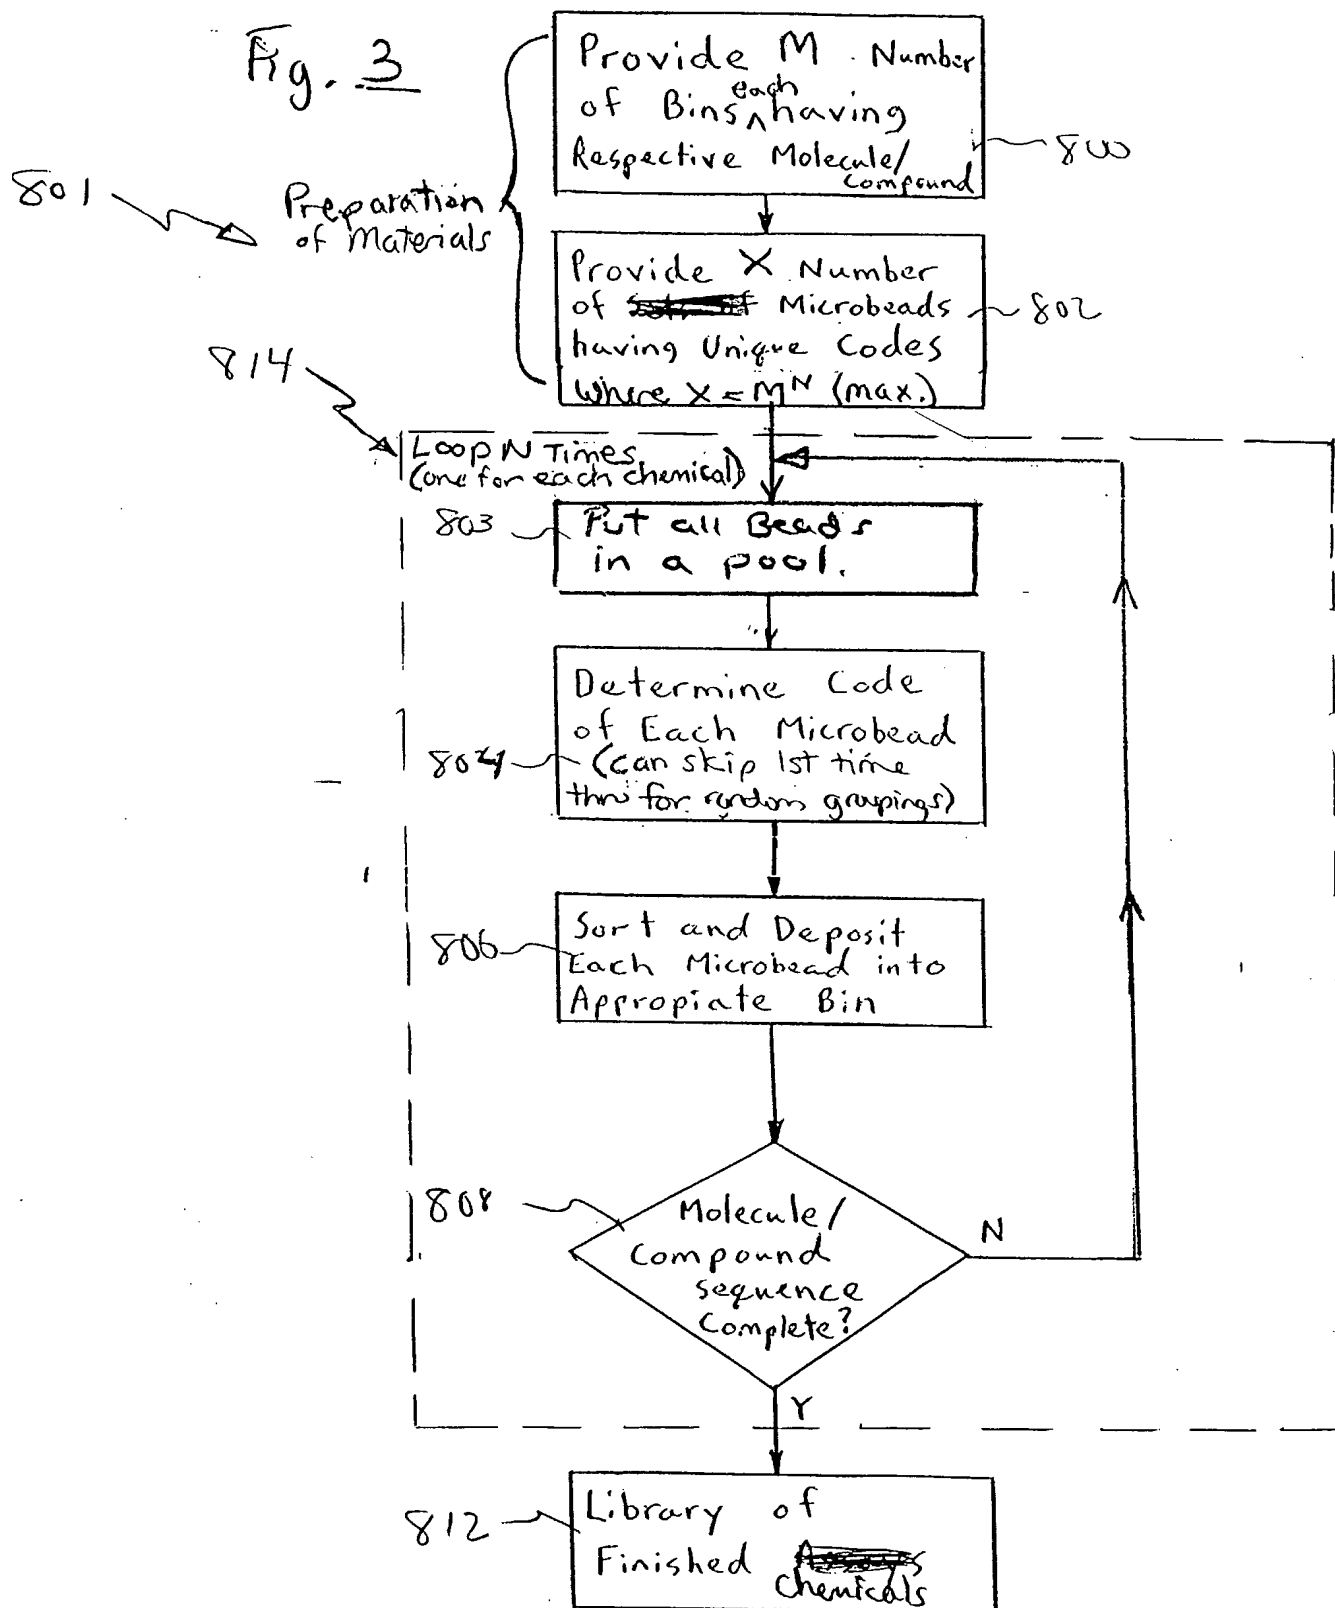 Fig. 3
Provide M Number
of Bins each having
Respective Molecule/
Compound
800
801
Preparation
of Materials
Provide X Number
of Microbeads
having Unique Codes
Where X = M^N (max.)
802
814
Loop N Times
(one for each chemical)
803
Put all Beads
in a pool.
Determine Code
of Each Microbead
(can skip 1st time
thru for random groupings)
804
806
Sort and Deposit
Each Microbead into
Appropiate Bin
808
Molecule/
Compound
sequence
Complete?
N
Y
812
Library of
Finished
Chemicals